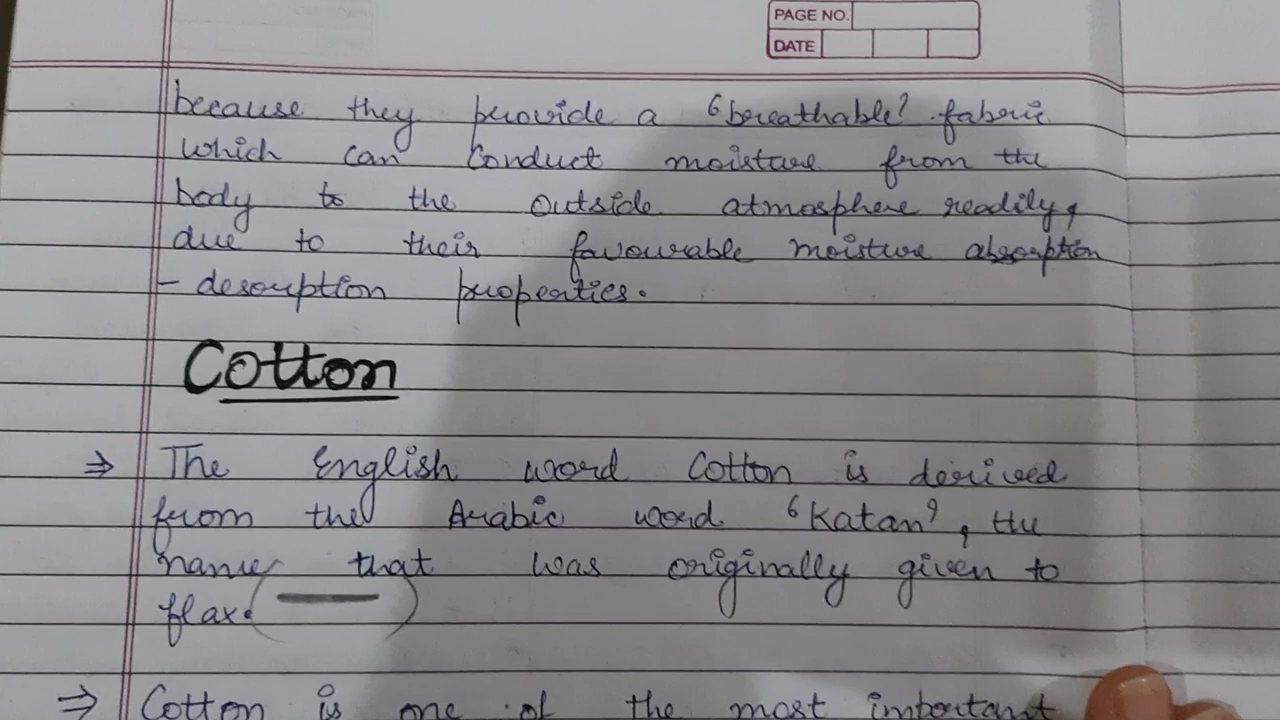 PAGE NO.
DATE
because they provide a 'breathable' fabric
which can conduct moisture from the
body to the outside atmosphere readily,
due to their favourable moisture absorption
- desorption properties.
Cotton
⇒ The English word Cotton is derived
from the Arabic word 'Katan', the
name that was originally given to
flax.
⇒ Cotton is one of the most important